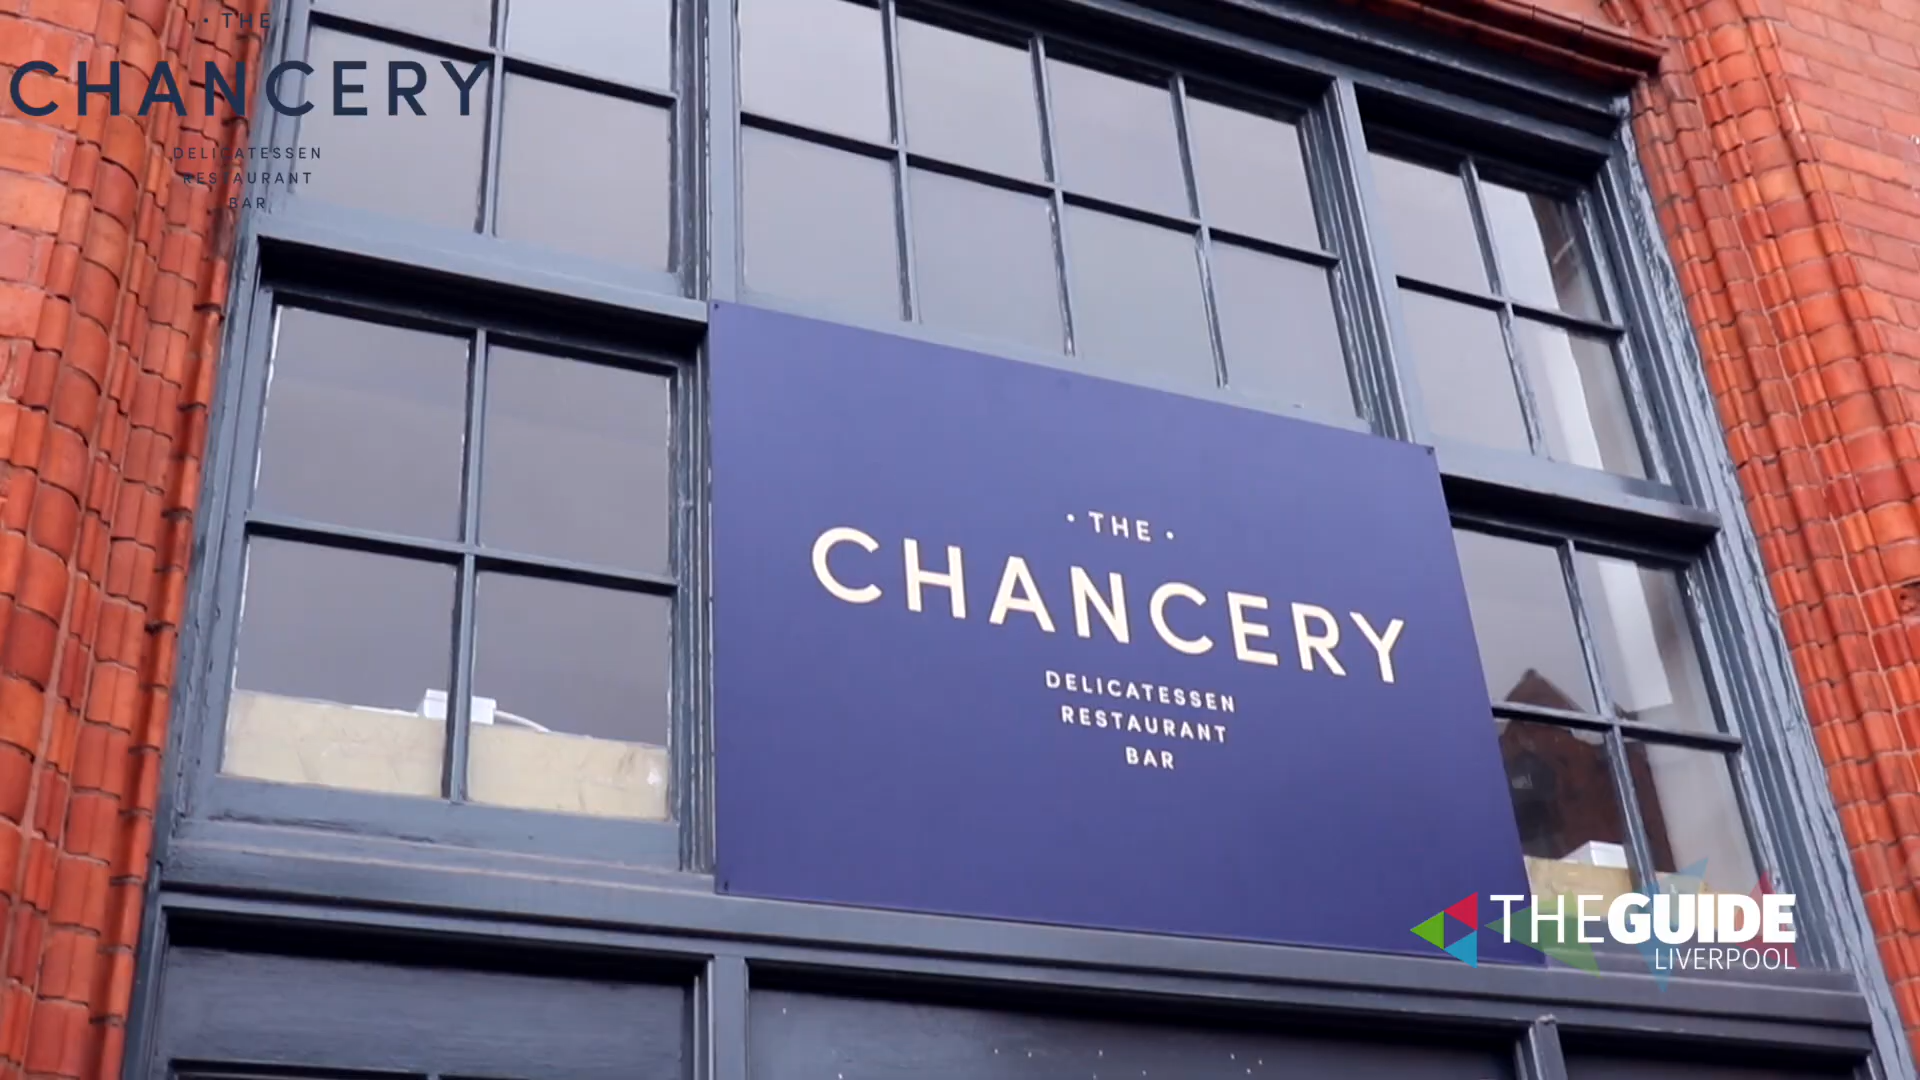 • THE •
CHANCERY
DELICATESSEN
RESTAURANT
BAR
• THE •
CHANCERY
DELICATESSEN
RESTAURANT
BAR
THEGUIDE
LIVERPOOL